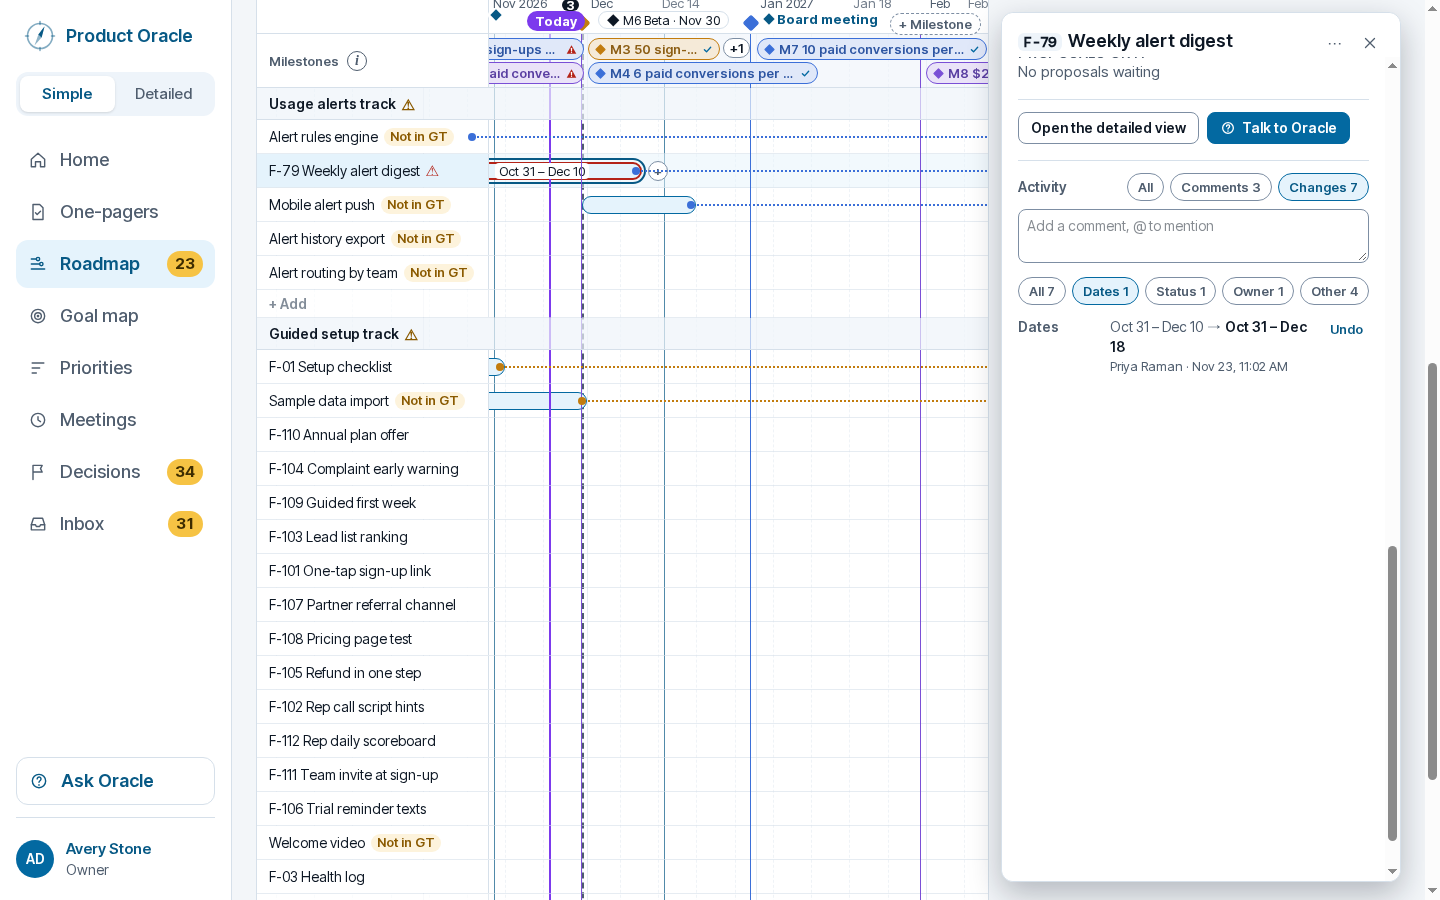 Product Oracle
Simple
Detailed
Home
One-pagers
Roadmap 23
Goal map
Priorities
Meetings
Decisions 34
Inbox 31
Ask Oracle
AD
Avery Stone
Owner
Nov 2026
3
Dec
Dec 14
Jan 2027
Jan 18
Feb
Feb
Today
M6 Beta · Nov 30
Board meeting
+ Milestone
Milestones i
sign-ups ...
M3 50 sign-...
+1
M7 10 paid conversions per...
aid conve...
M4 6 paid conversions per ...
M8 $2
Usage alerts track
Alert rules engine Not in GT
F-79 Weekly alert digest
Oct 31 – Dec 10
Mobile alert push Not in GT
Alert history export Not in GT
Alert routing by team Not in GT
+ Add
Guided setup track
F-01 Setup checklist
Sample data import Not in GT
F-110 Annual plan offer
F-104 Complaint early warning
F-109 Guided first week
F-103 Lead list ranking
F-101 One-tap sign-up link
F-107 Partner referral channel
F-108 Pricing page test
F-105 Refund in one step
F-102 Rep call script hints
F-112 Rep daily scoreboard
F-111 Team invite at sign-up
F-106 Trial reminder texts
Welcome video Not in GT
F-03 Health log
F-79 Weekly alert digest
No proposals waiting
Open the detailed view
Talk to Oracle
Activity
All
Comments 3
Changes 7
Add a comment, @ to mention
All 7
Dates 1
Status 1
Owner 1
Other 4
Dates
Oct 31 – Dec 10 → Oct 31 – Dec
18
Undo
Priya Raman · Nov 23, 11:02 AM